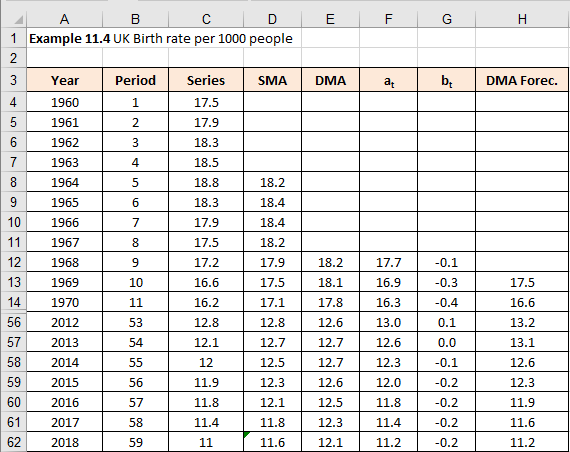 A B C D E F G H
1 Example 11.4 UK Birth rate per 1000 people
2
3 Year Period Series SMA DMA at bt DMA Forec.
4 1960 1 17.5
5 1961 2 17.9
6 1962 3 18.3
7 1963 4 18.5
8 1964 5 18.8 18.2
9 1965 6 18.3 18.4
10 1966 7 17.9 18.4
11 1967 8 17.5 18.2
12 1968 9 17.2 17.9 18.2 17.7 -0.1
13 1969 10 16.6 17.5 18.1 16.9 -0.3 17.5
14 1970 11 16.2 17.1 17.8 16.3 -0.4 16.6
56 2012 53 12.8 12.8 12.6 13.0 0.1 13.2
57 2013 54 12.1 12.7 12.7 12.6 0.0 13.1
58 2014 55 12 12.5 12.7 12.3 -0.1 12.6
59 2015 56 11.9 12.3 12.6 12.0 -0.2 12.3
60 2016 57 11.8 12.1 12.5 11.8 -0.2 11.9
61 2017 58 11.4 11.8 12.3 11.4 -0.2 11.6
62 2018 59 11 11.6 12.1 11.2 -0.2 11.2